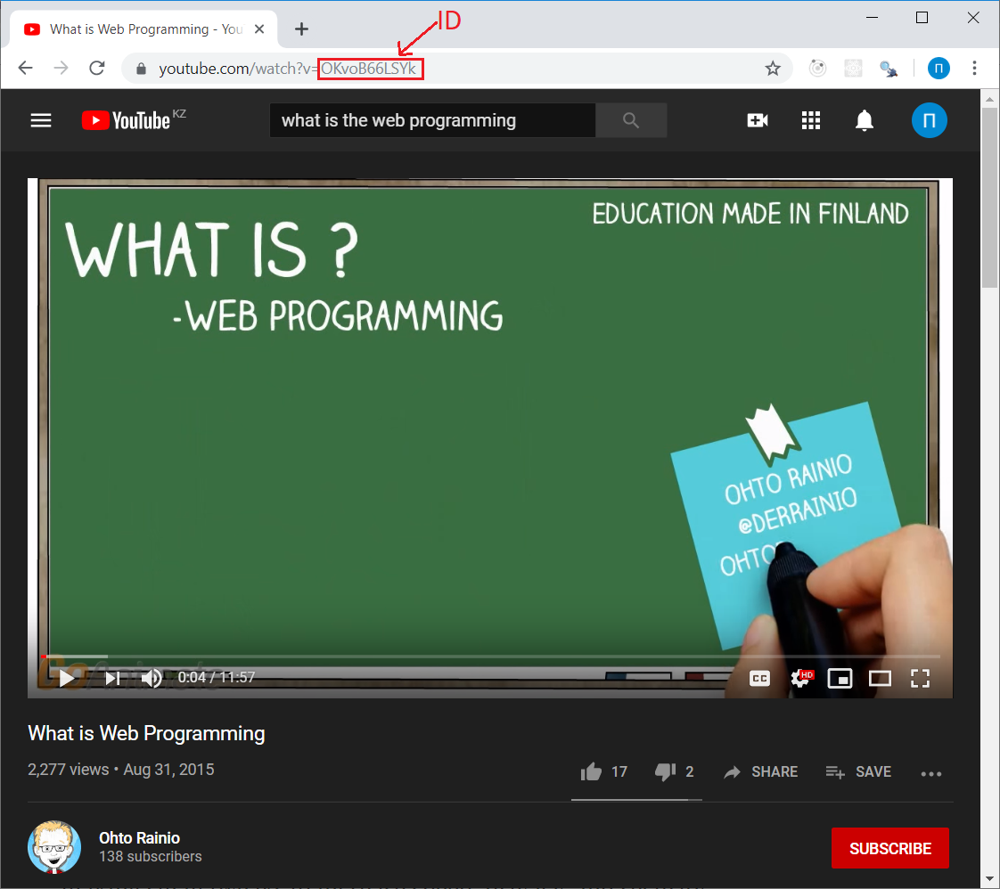 ID
What is Web Programming - You
youtube.com/watch?v=OKvoB66LSYk
П
YouTube KZ
what is the web programming
П
EDUCATION MADE IN FINLAND
WHAT IS ?
-WEB PROGRAMMING
OHTO RAINIO
@DERRAINIO
OHTO
0:04 / 11:57
CC
HD
What is Web Programming
2,277 views • Aug 31, 2015
17
2
SHARE
SAVE
Ohto Rainio
138 subscribers
SUBSCRIBE